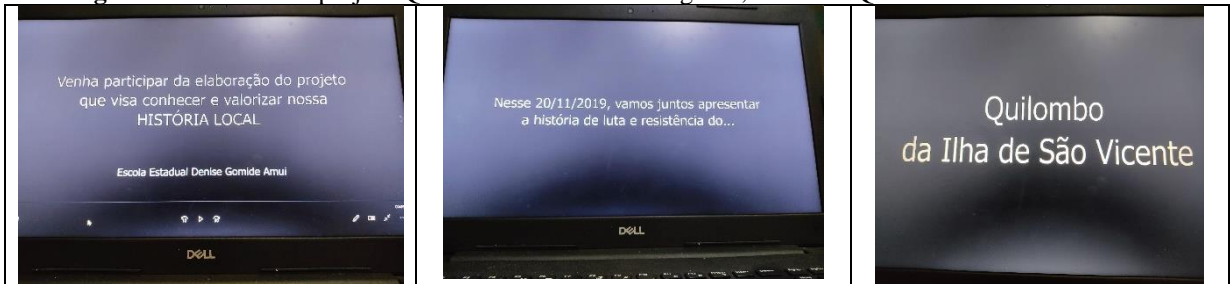 Venha participar da elaboração do projeto
que visa conhecer e valorizar nossa
HISTÓRIA LOCAL
Escola Estadual Denise Gomide Amui
DELL
Nesse 20/11/2019, vamos juntos apresentar
a história de luta e resistência do...
DELL
Quilombo
da Ilha de São Vicente